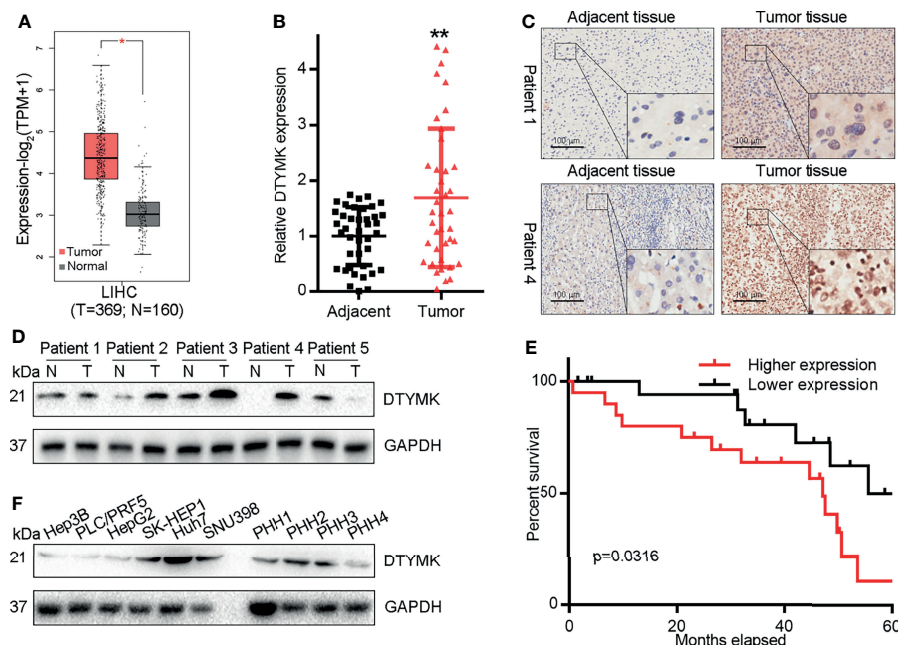 A
Expression-log2(TPM+1)
7
6
5
4
3
2
*
Tumor
Normal
LIHC
(T=369; N=160)
B
Relative DTYMK expression
4
3
2
1
0
**
Adjacent
Tumor
C
Adjacent tissue
Tumor tissue
Patient 1
100 μm
100 μm
Adjacent tissue
Tumor tissue
Patient 4
100 μm
100 μm
D
Patient 1 Patient 2 Patient 3 Patient 4 Patient 5
kDa N T N T N T N T N T
21 DTYMK
37 GAPDH
E
Higher expression
Lower expression
Percent survival
100
50
0
p=0.0316
0 20 40 60
Months elapsed
F
kDa Hep3B PLC/PRF5 HepG2 SK-HEP1 Huh7 SNU398 PHH1 PHH2 PHH3 PHH4
21 DTYMK
37 GAPDH